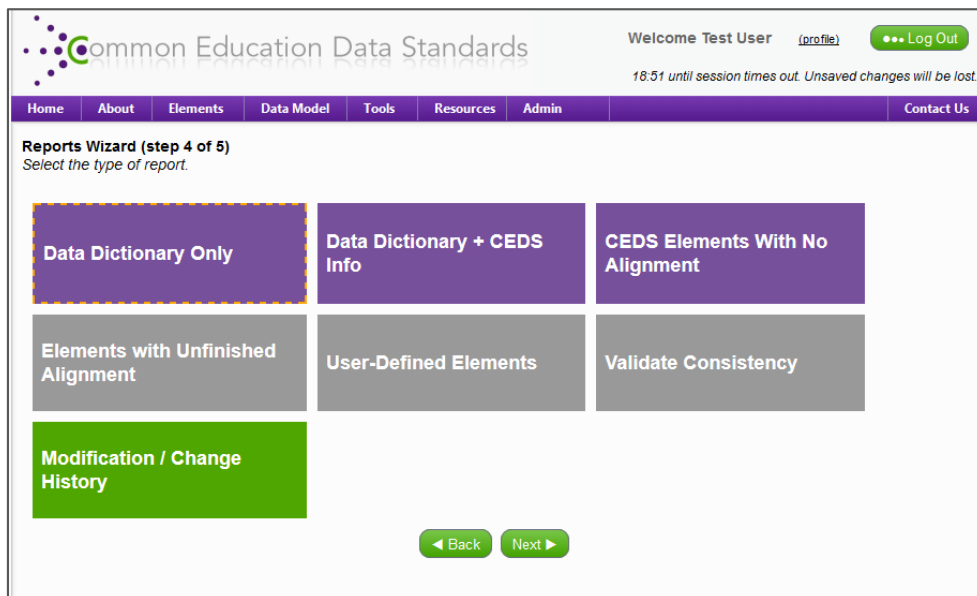 Common Education Data Standards
Welcome Test User (profile) ●●● Log Out
18:51 until session times out. Unsaved changes will be lost.
Home About Elements Data Model Tools Resources Admin Contact Us
Reports Wizard (step 4 of 5)
Select the type of report.
Data Dictionary Only
Data Dictionary + CEDS
Info
CEDS Elements With No
Alignment
Elements with Unfinished
Alignment
User-Defined Elements
Validate Consistency
Modification / Change
History
◄ Back Next ►